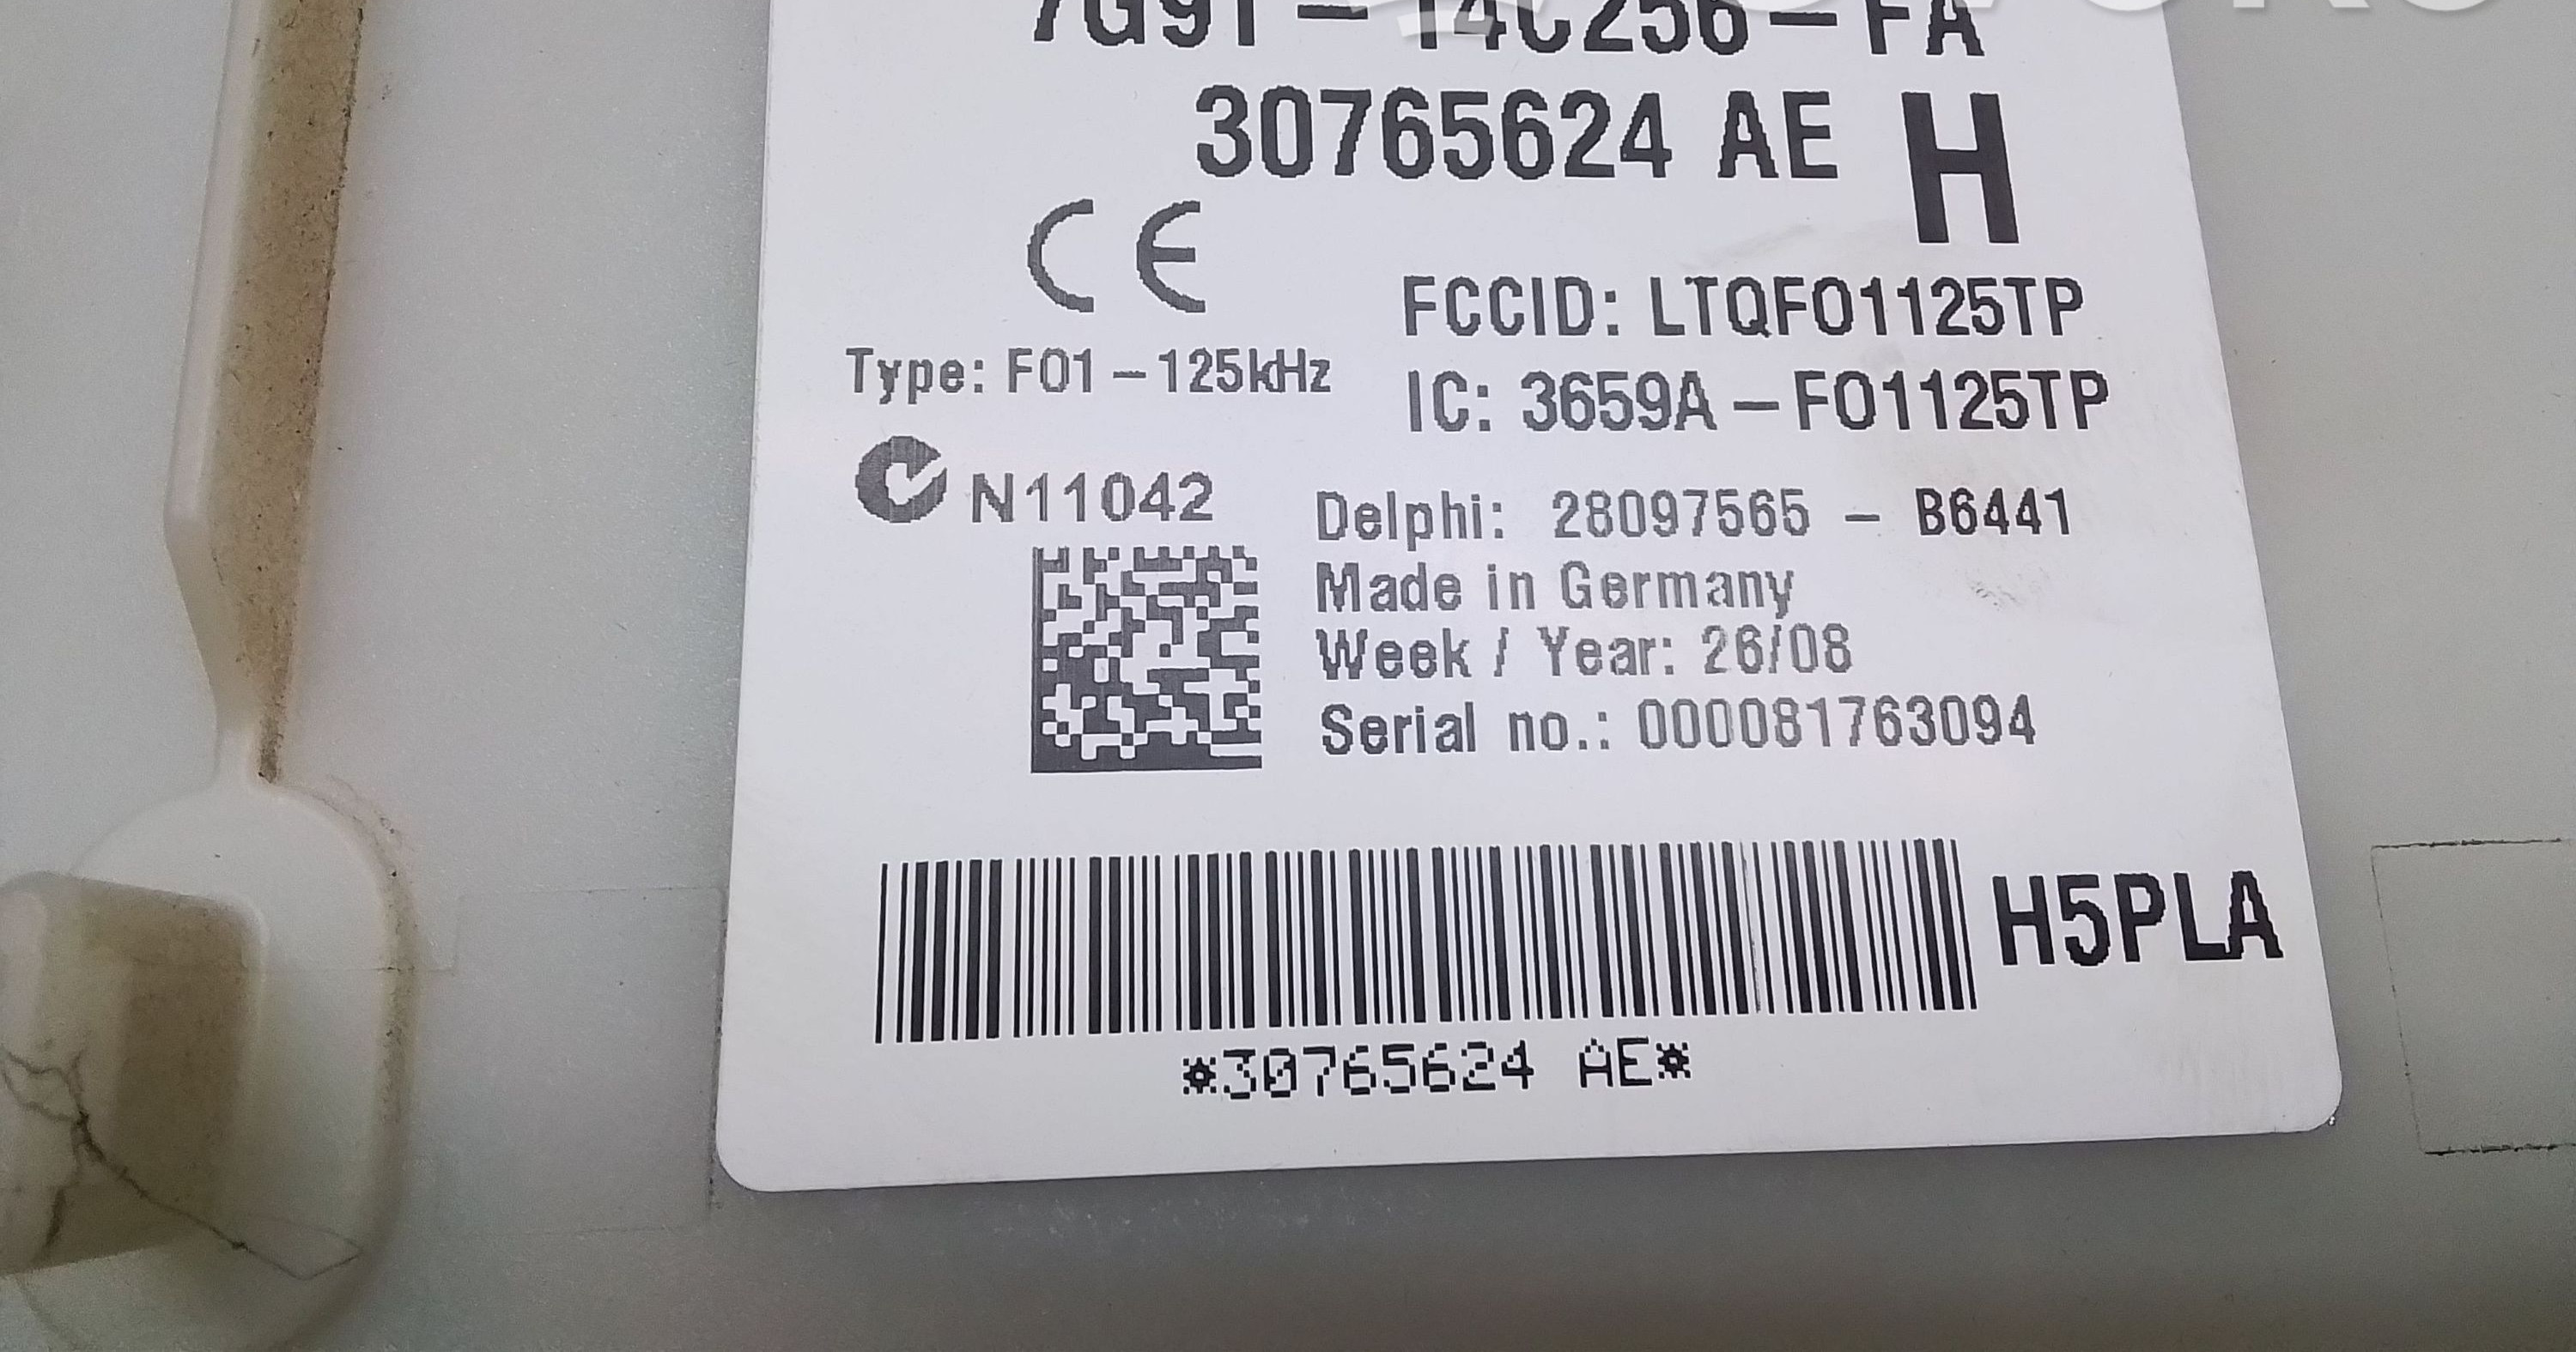 7G9T-14C256-FA
30765624 AE H
CE
FCCID: LTQFO1125TP
Type: FO1-125kHz
IC: 3659A-FO1125TP
N11042
Delphi: 28097565 - B6441
Made in Germany
Week / Year: 26/08
Serial no.: 000081763094
H5PLA
*30765624 AE*